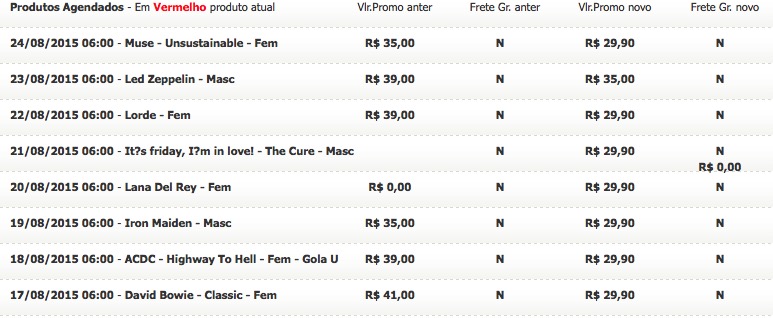 Produtos Agendados - Em Vermelho produto atual Vlr.Promo anter Frete Gr. anter Vlr.Promo novo Frete Gr. novo
24/08/2015 06:00 - Muse - Unsustainable - Fem R$ 35,00 N R$ 29,90 N
23/08/2015 06:00 - Led Zeppelin - Masc R$ 39,00 N R$ 35,00 N
22/08/2015 06:00 - Lorde - Fem R$ 39,00 N R$ 29,90 N
21/08/2015 06:00 - It?s friday, I?m in love! - The Cure - Masc N R$ 29,90 N
R$ 0,00
20/08/2015 06:00 - Lana Del Rey - Fem R$ 0,00 N R$ 29,90 N
19/08/2015 06:00 - Iron Maiden - Masc R$ 35,00 N R$ 29,90 N
18/08/2015 06:00 - ACDC - Highway To Hell - Fem - Gola U R$ 39,00 N R$ 29,90 N
17/08/2015 06:00 - David Bowie - Classic - Fem R$ 41,00 N R$ 29,90 N